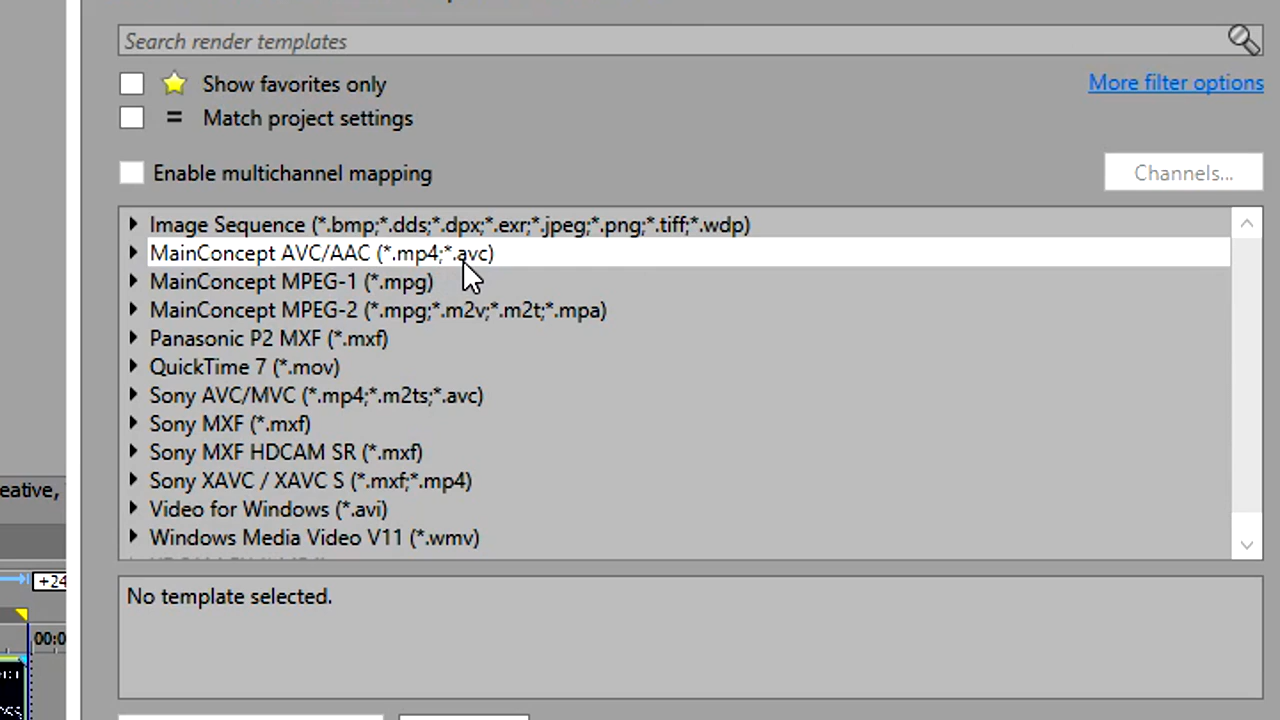 Search render templates
Show favorites only
More filter options
= Match project settings
Enable multichannel mapping
Channels...
Image Sequence (*.bmp;*.dds;*.dpx;*.exr;*.jpeg;*.png;*.tiff;*.wdp)
MainConcept AVC/AAC (*.mp4;*.avc)
MainConcept MPEG-1 (*.mpg)
MainConcept MPEG-2 (*.mpg;*.m2v;*.m2t;*.mpa)
Panasonic P2 MXF (*.mxf)
QuickTime 7 (*.mov)
Sony AVC/MVC (*.mp4;*.m2ts;*.avc)
Sony MXF (*.mxf)
Sony MXF HDCAM SR (*.mxf)
Sony XAVC / XAVC S (*.mxf;*.mp4)
Video for Windows (*.avi)
Windows Media Video V11 (*.wmv)
eative,
+24
00:0
No template selected.